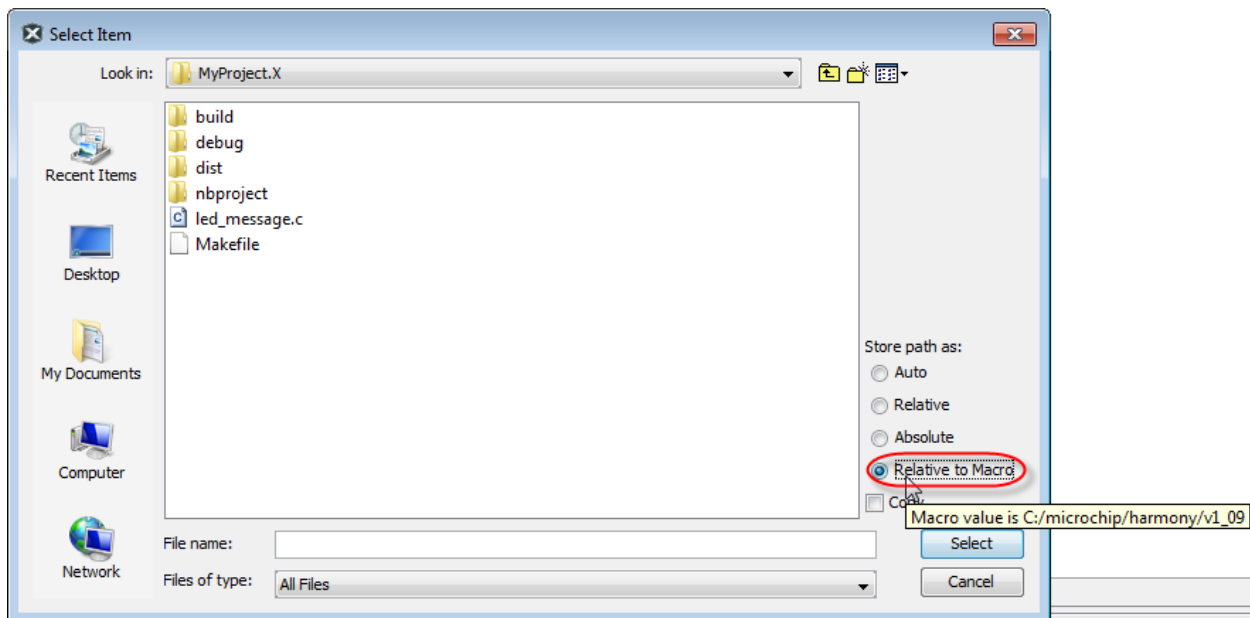 Select Item
Look in: MyProject.X
build
debug
dist
nbproject
led_message.c
Makefile
Recent Items
Desktop
My Documents
Computer
Network
Store path as:
Auto
Relative
Absolute
Relative to Macro
Macro value is C:/microchip/harmony/v1_09
File name:
Select
Files of type: All Files
Cancel